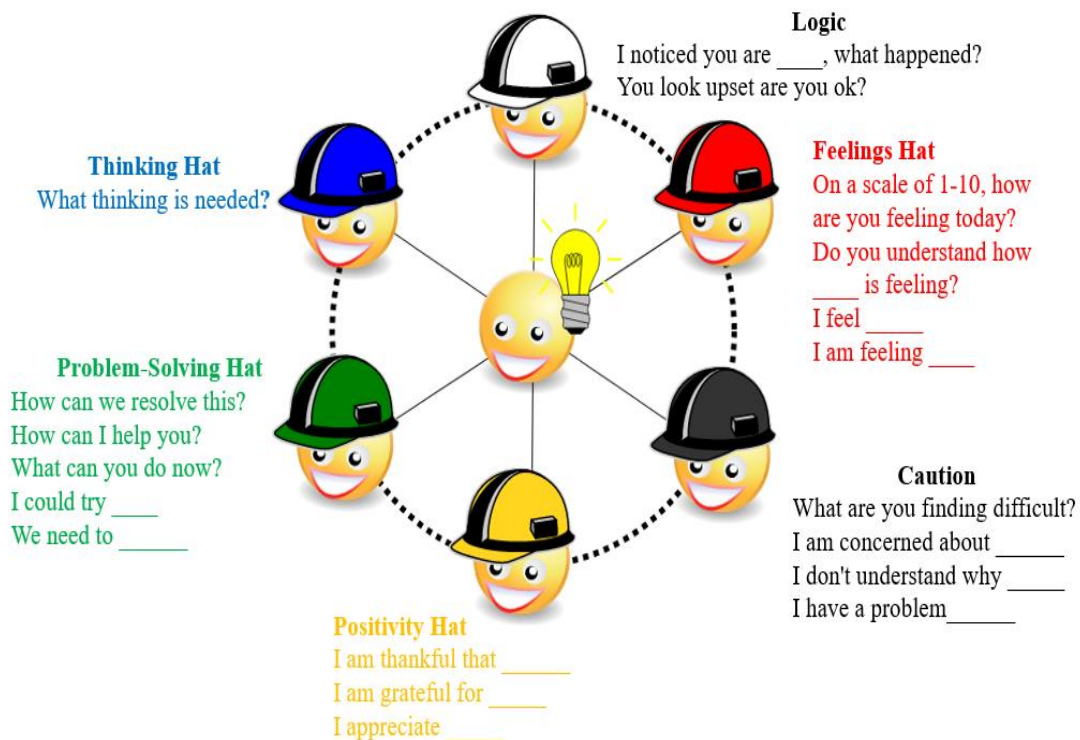 Logic
I noticed you are ____, what happened?
You look upset are you ok?
Thinking Hat
What thinking is needed?
Feelings Hat
On a scale of 1-10, how
are you feeling today?
Do you understand how
____ is feeling?
I feel _____
I am feeling ____
Problem-Solving Hat
How can we resolve this?
How can I help you?
What can you do now?
I could try ____
We need to ______
Caution
What are you finding difficult?
I am concerned about ______
I don't understand why _____
I have a problem______
Positivity Hat
I am thankful that ______
I am grateful for _____
I appreciate _____